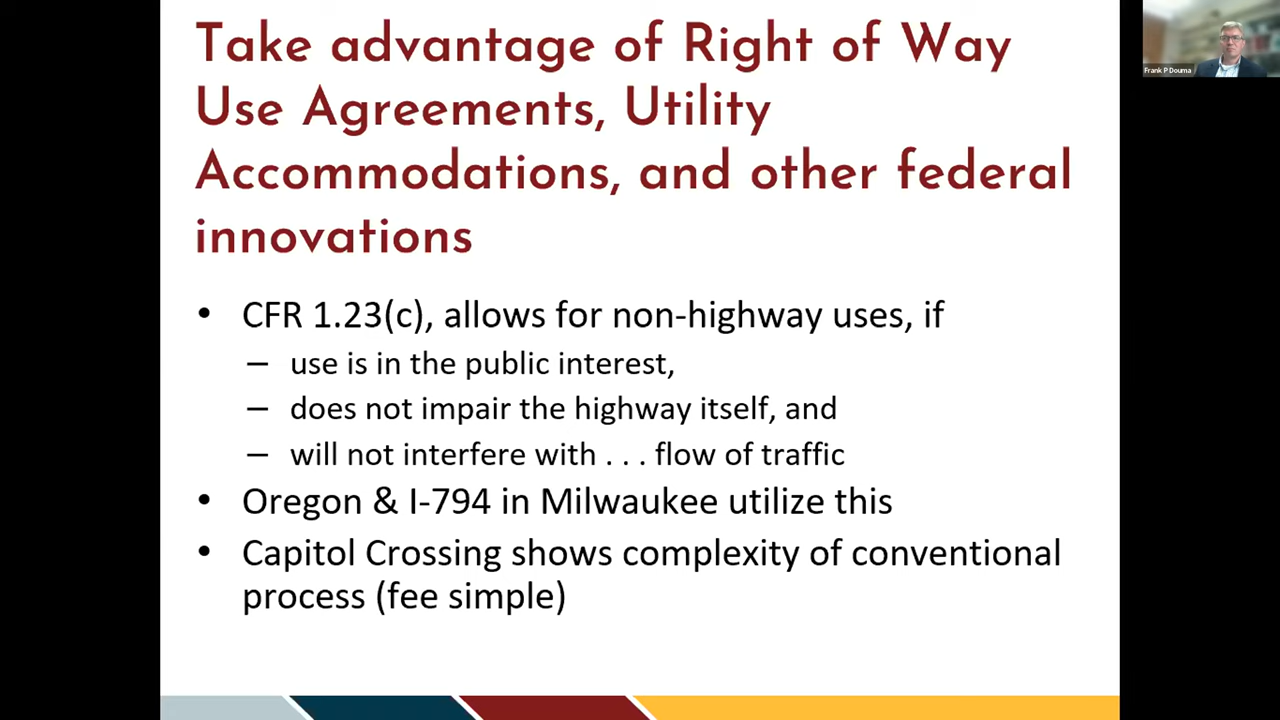 Take advantage of Right of Way
Use Agreements, Utility
Accommodations, and other federal
innovations
• CFR 1.23(c), allows for non-highway uses, if
– use is in the public interest,
– does not impair the highway itself, and
– will not interfere with . . . flow of traffic
• Oregon & I-794 in Milwaukee utilize this
• Capitol Crossing shows complexity of conventional
process (fee simple)
Frank P Douma